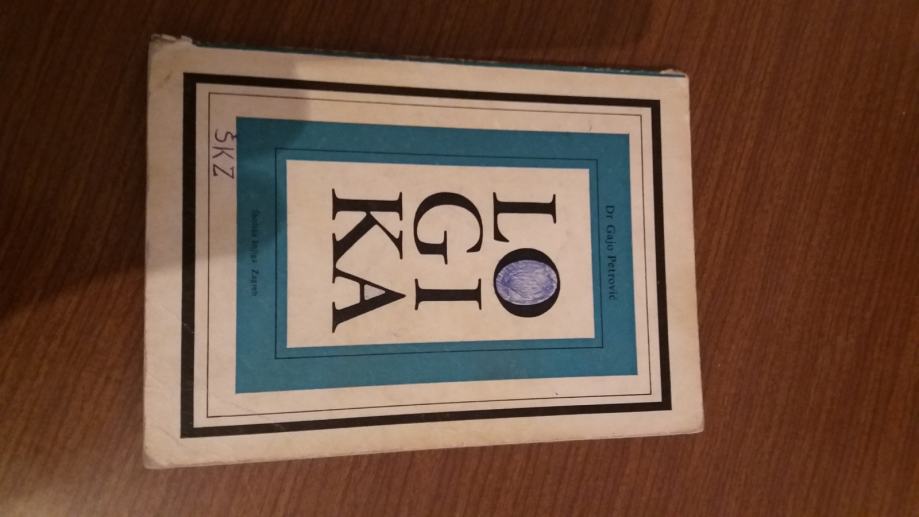 Dr Gajo Petrović
LO
GI
KA
Školska knjiga Zagreb
ŠKZ